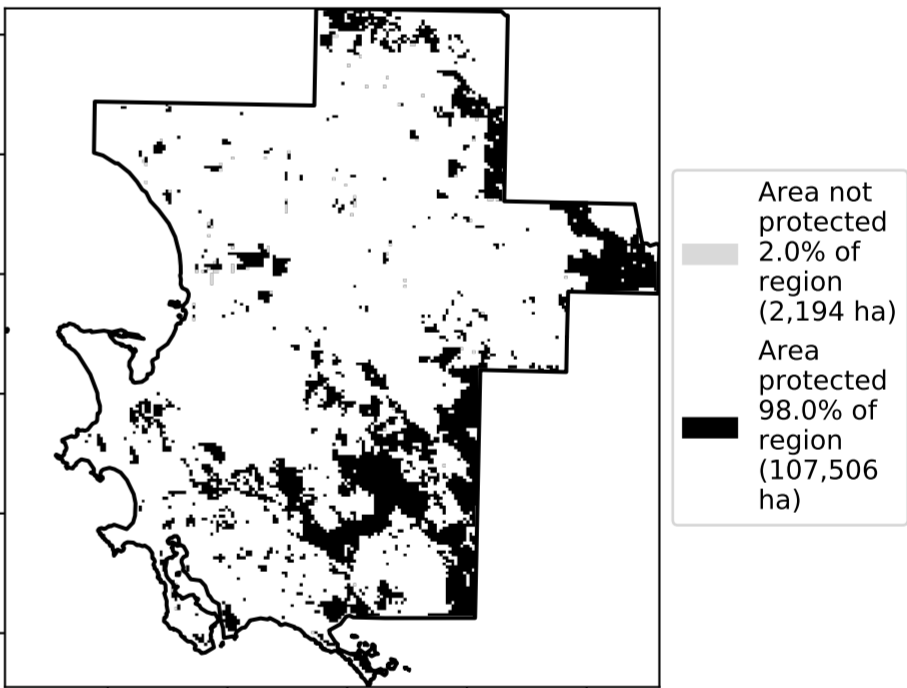 Area not
protected
2.0% of
region
(2,194 ha)
Area
protected
98.0% of
region
(107,506
ha)